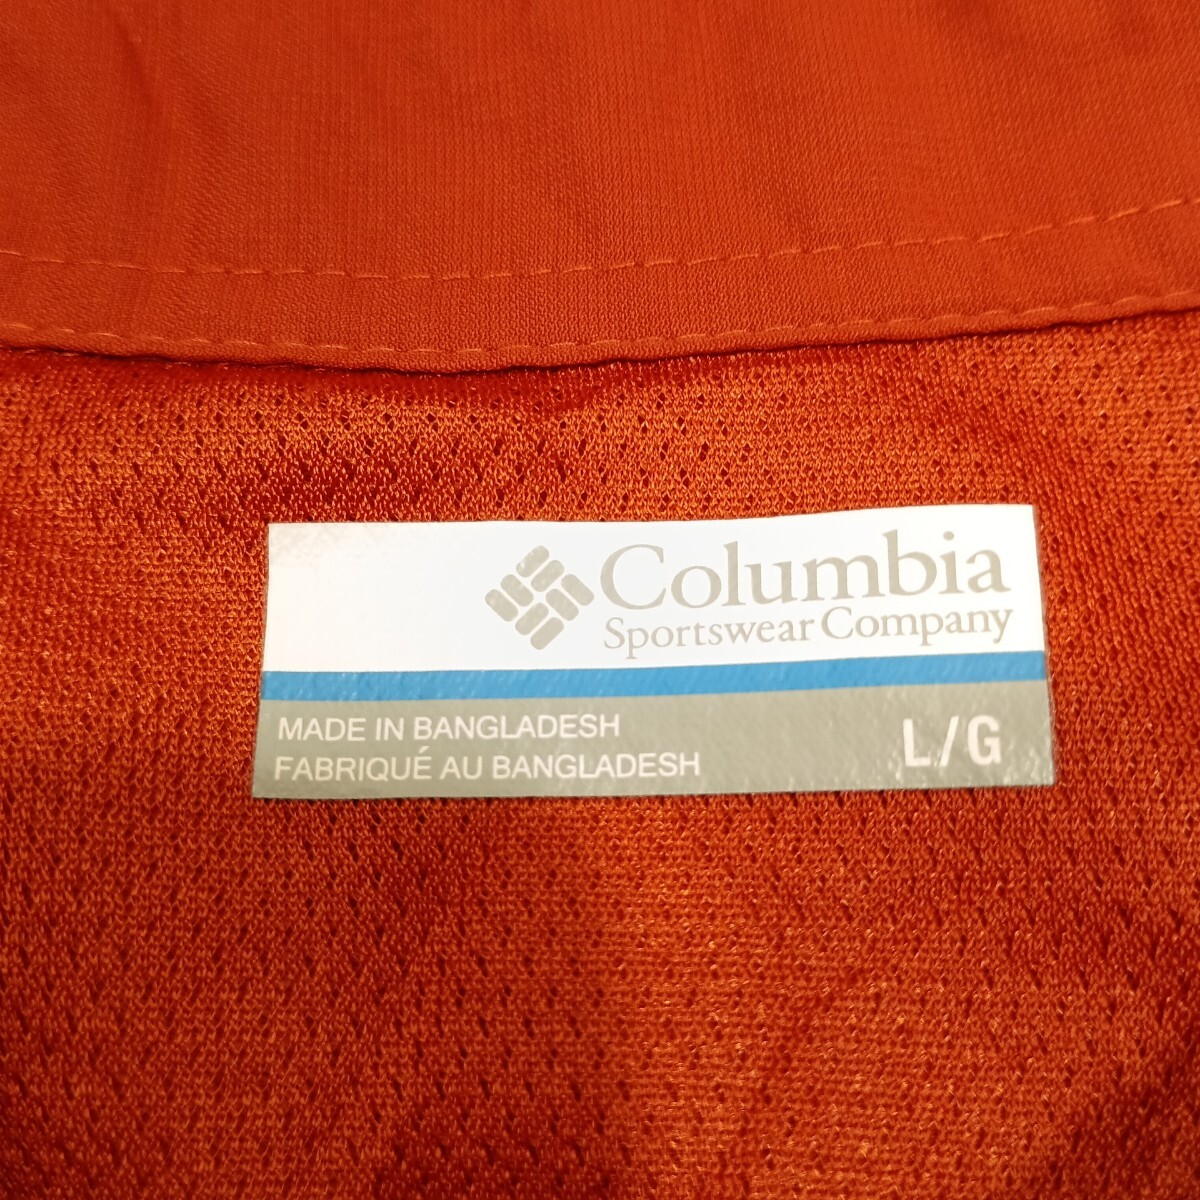 Columbia
Sportswear Company
MADE IN BANGLADESH
FABRIQUÉ AU BANGLADESH
L/G